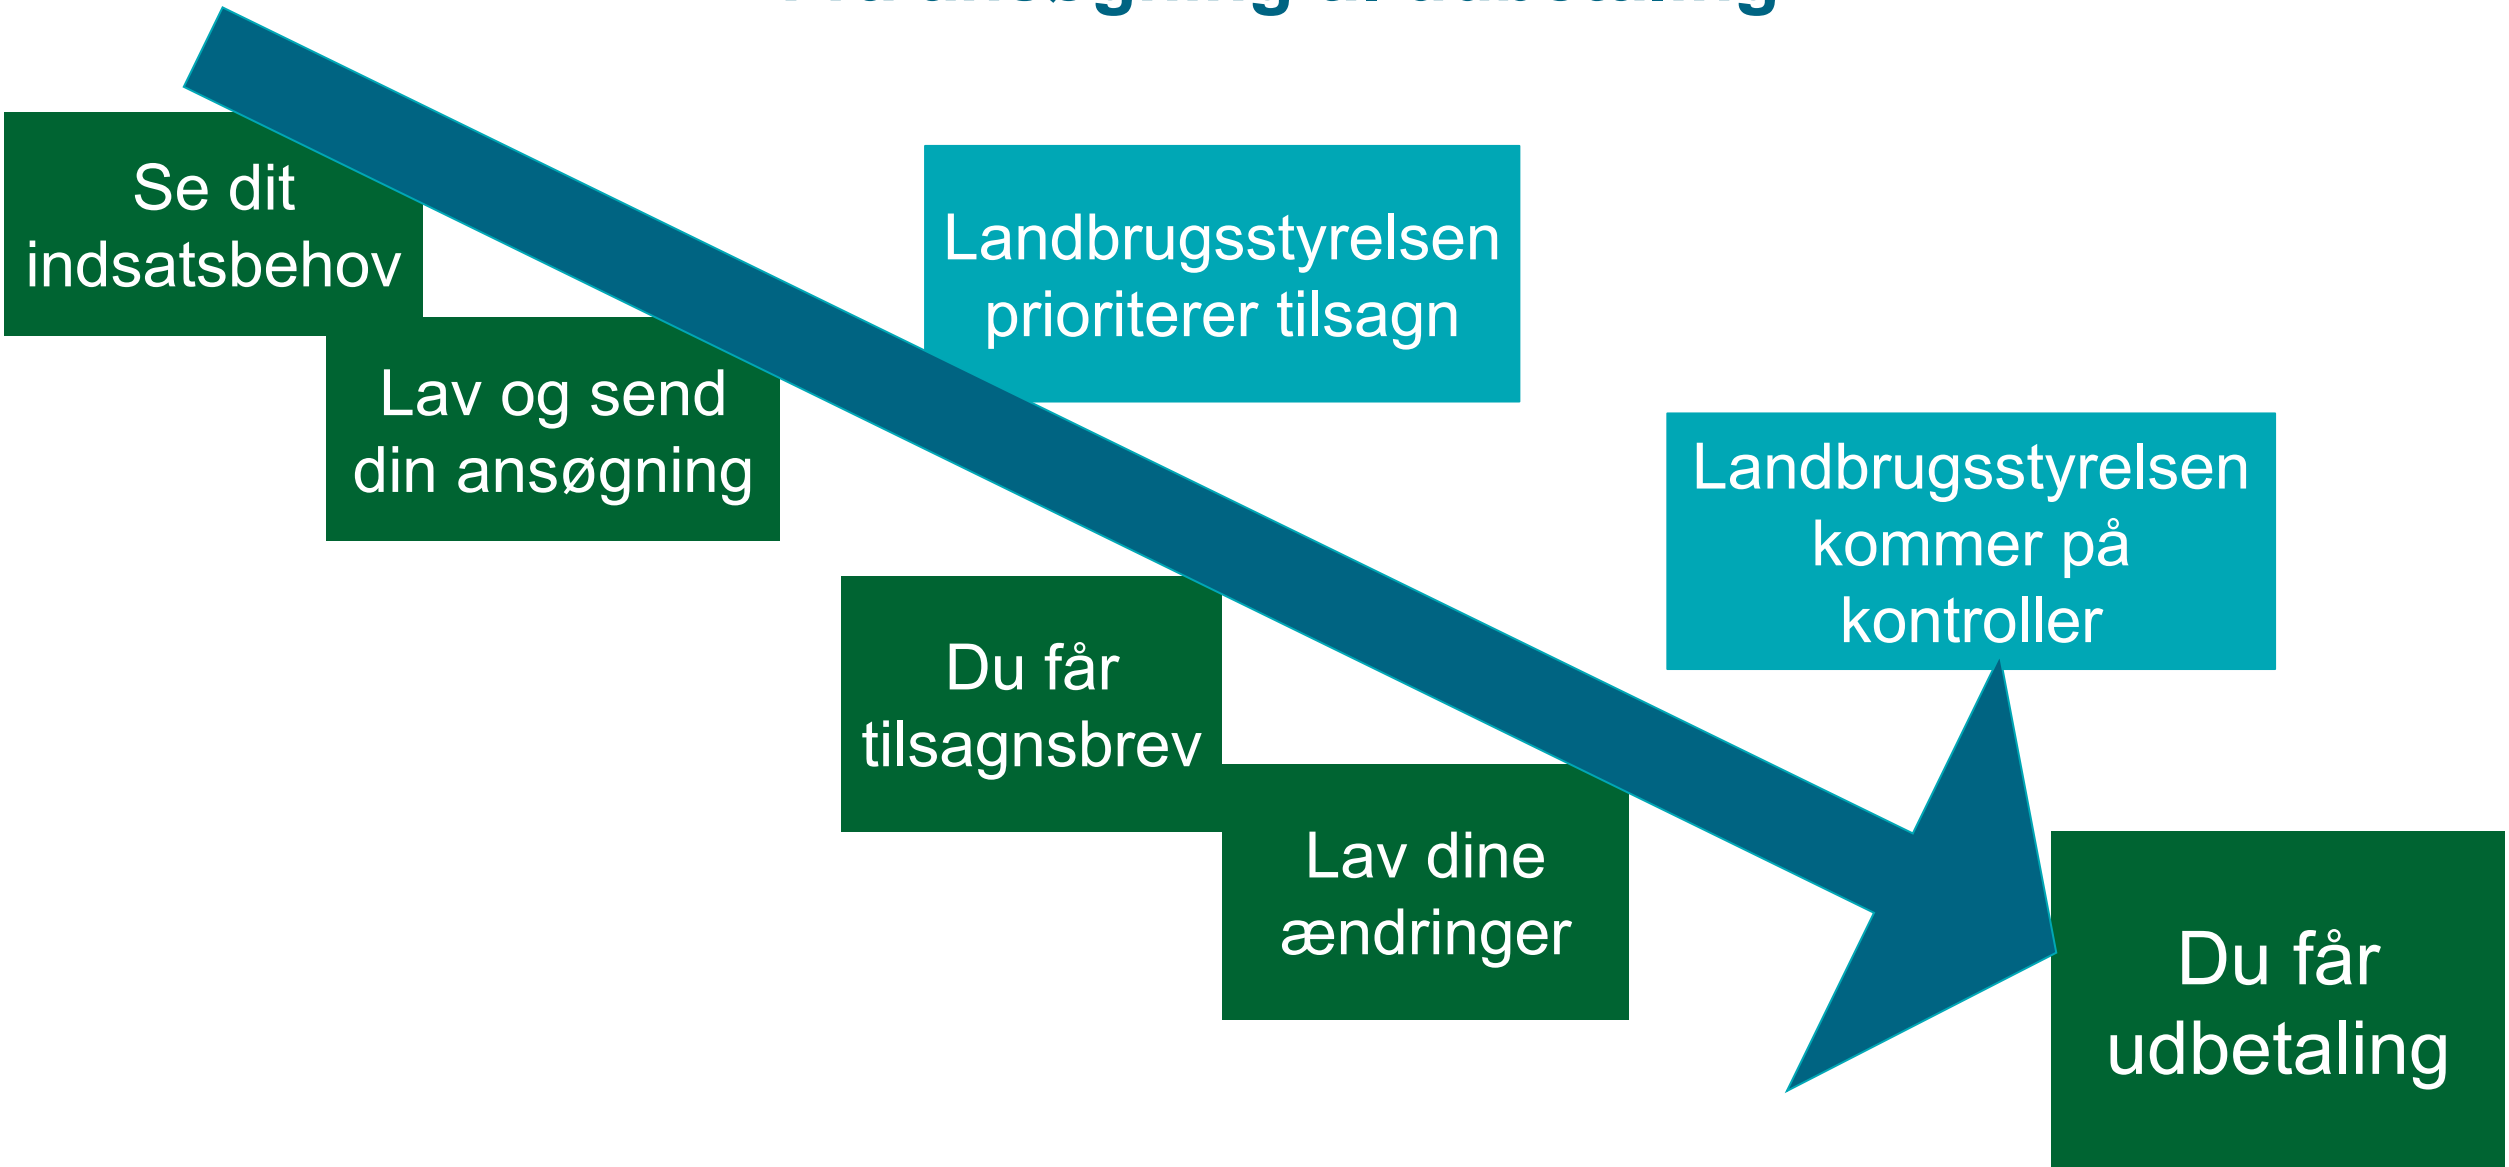 Se dit
indsatsbehov
Lav og send
din ansøgning
Landbrugsstyrelsen
prioriterer tilsagn
Du får
tilsagnsbrev
Lav dine
ændringer
Landbrugsstyrelsen
kommer på
kontroller
Du får
udbetaling